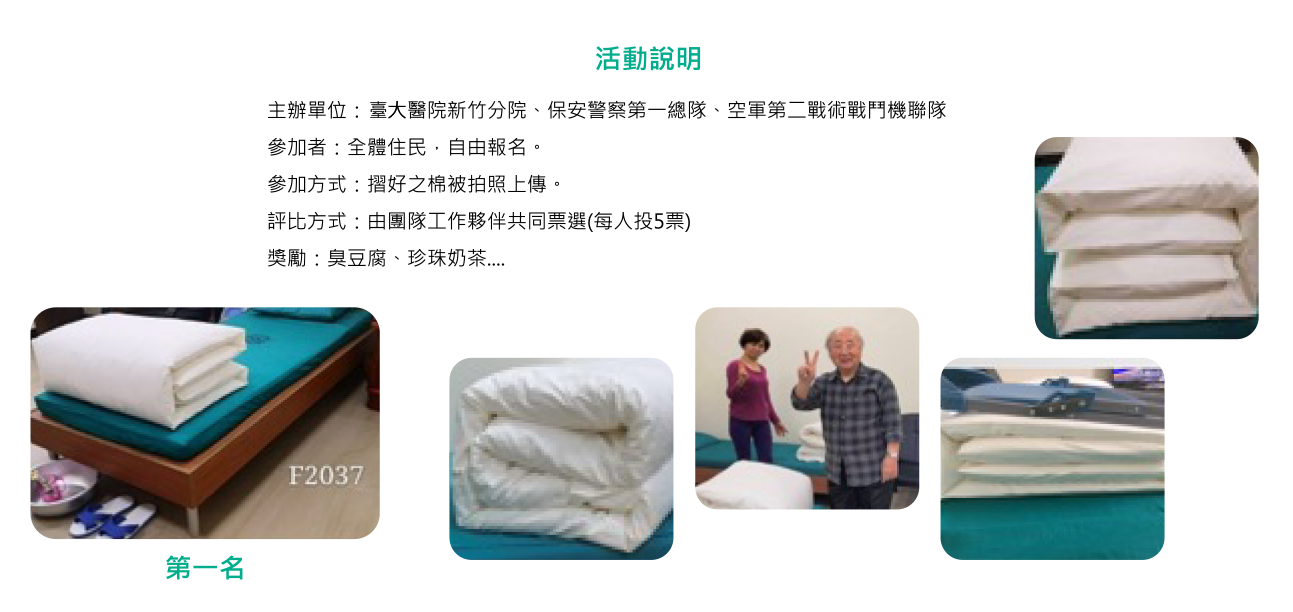 活動說明
主辦單位：臺大醫院新竹分院、保安警察第一總隊、空軍第二戰術戰鬥機聯隊
參加者：全體住民，自由報名。
參加方式：摺好之棉被拍照上傳。
評比方式：由團隊工作夥伴共同票選(每人投5票)
獎勵：臭豆腐、珍珠奶茶....
F2037
第一名